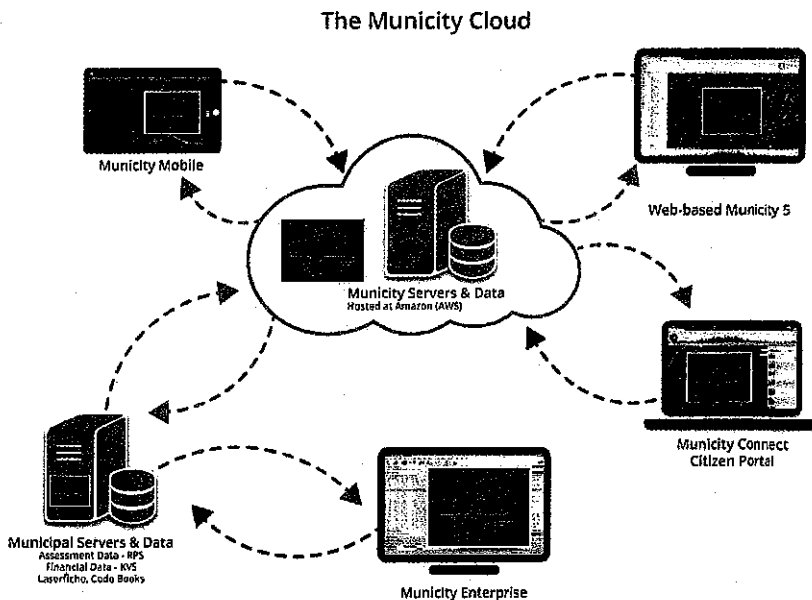 The Municity Cloud
Municity Mobile
Web-based Municity 5
Municity Servers & Data
Hosted at Amazon (AWS)
Municity Connect
Citizen Portal
Municipal Servers & Data
Assessment Data - RPS
Financial Data - KVS
Laserfiche, Code Books
Municity Enterprise